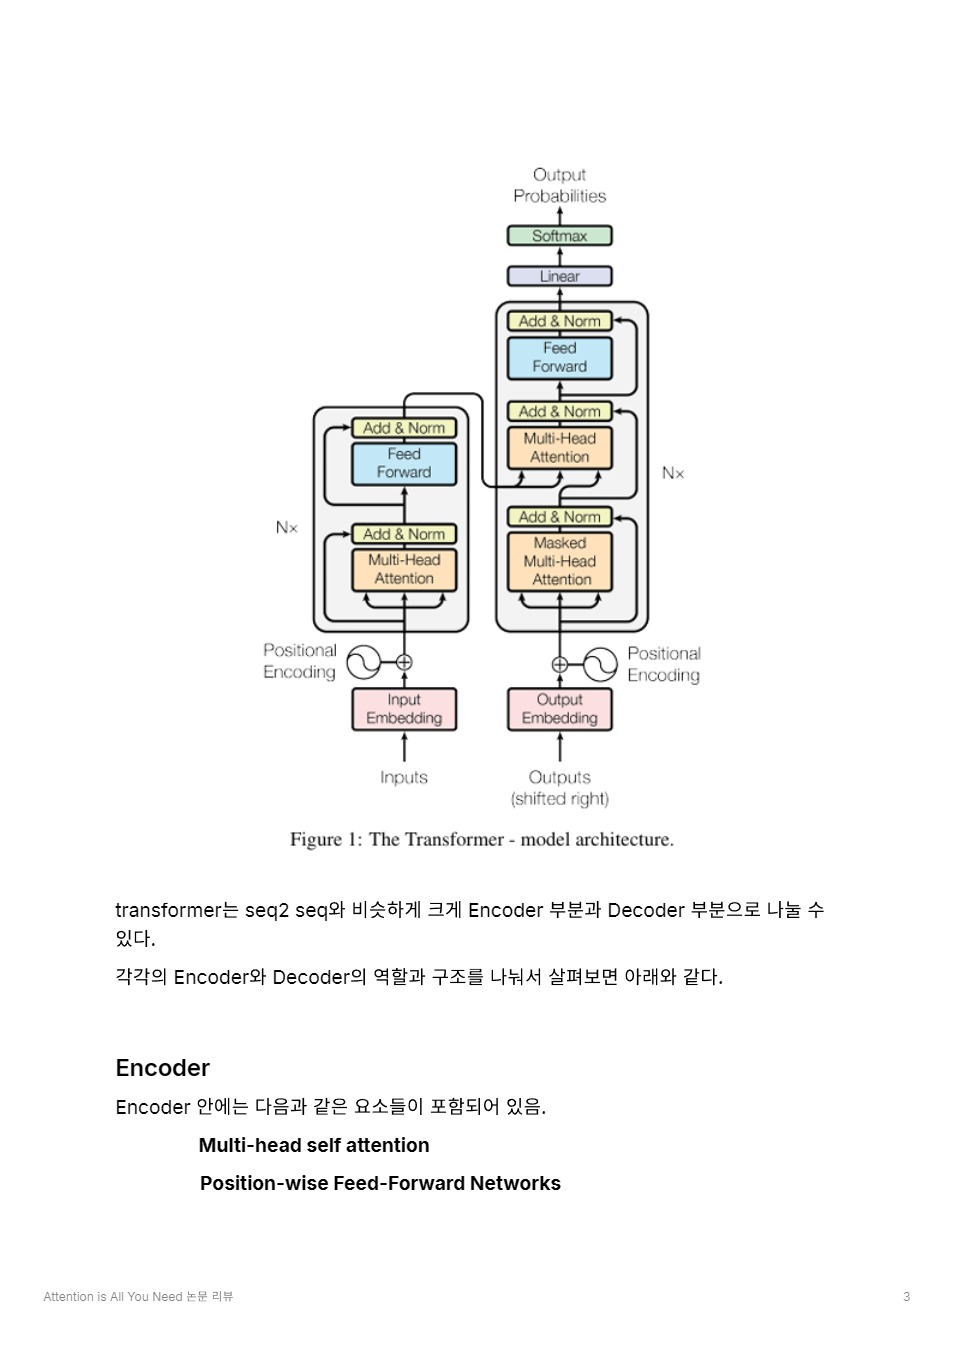 Output
Probabilities
Softmax
Linear
Add & Norm
Feed
Forward
Add & Norm
Multi-Head
Attention
Nx
Add & Norm
Masked
Multi-Head
Attention
Add & Norm
Feed
Forward
Nx
Add & Norm
Multi-Head
Attention
Positional
Encoding
Positional
Encoding
Input
Embedding
Output
Embedding
Inputs
Outputs
(shifted right)
Figure 1: The Transformer - model architecture.
transformer는 seq2 seq와 비슷하게 크게 Encoder 부분과 Decoder 부분으로 나눌 수
있다.
각각의 Encoder와 Decoder의 역할과 구조를 나눠서 살펴보면 아래와 같다.
Encoder
Encoder 안에는 다음과 같은 요소들이 포함되어 있음.
Multi-head self attention
Position-wise Feed-Forward Networks
Attention is All You Need 논문 리뷰
3